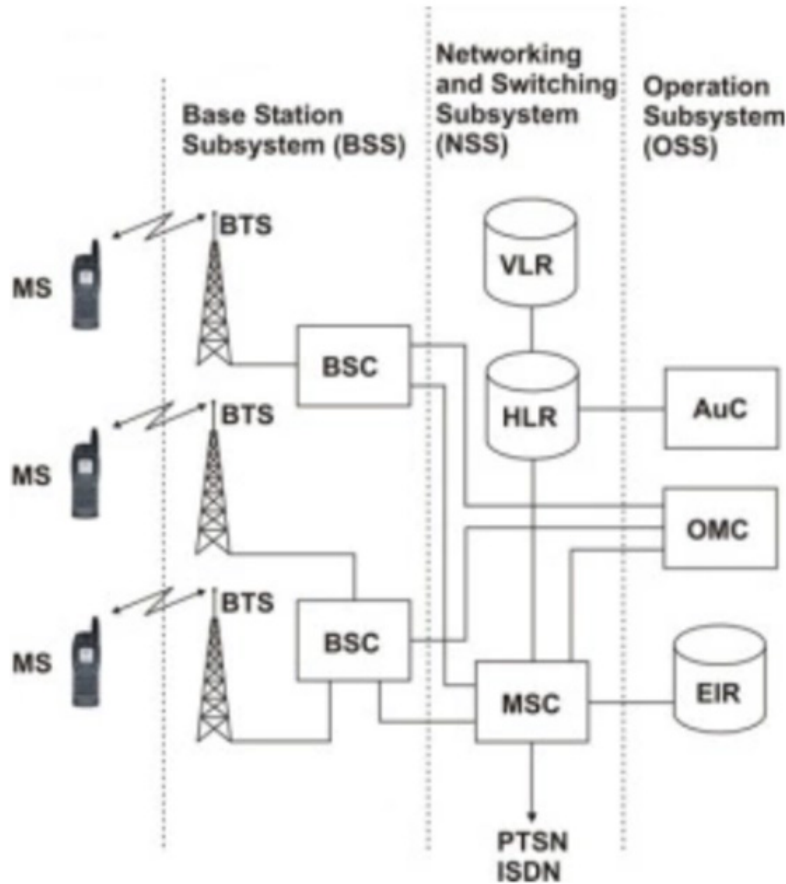 Networking
and Switching
Subsystem
(NSS)
Operation
Subsystem
(OSS)
Base Station
Subsystem (BSS)
BTS
VLR
MS
BSC
HLR
AuC
BTS
MS
OMC
BTS
BSC
MS
MSC
EIR
PTSN
ISDN